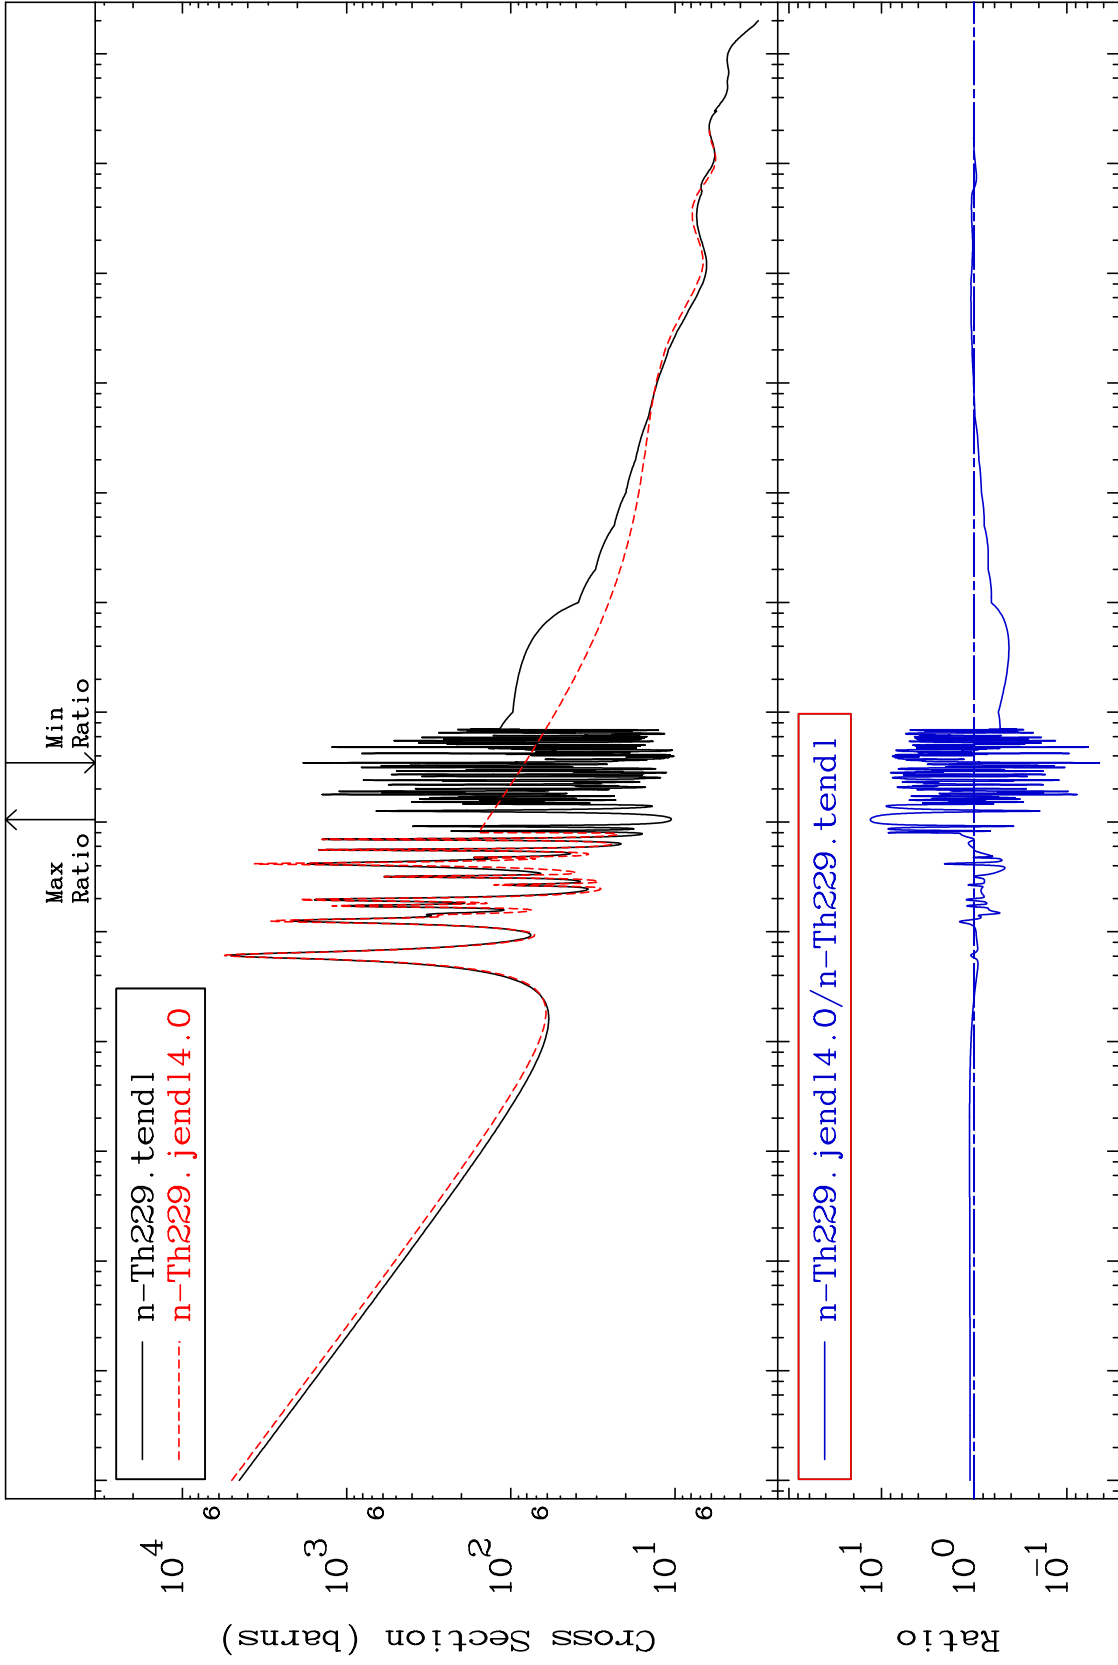 Max
Ratio
Min
Ratio
n-Th229.tendl
n-Th229.jendl4.0
10^4
6
10^3
6
10^2
6
10^1
6
Cross Section (barns)
n-Th229.jendl4.0/n-Th229.tendl
10^1
10^0
10^-1
Ratio